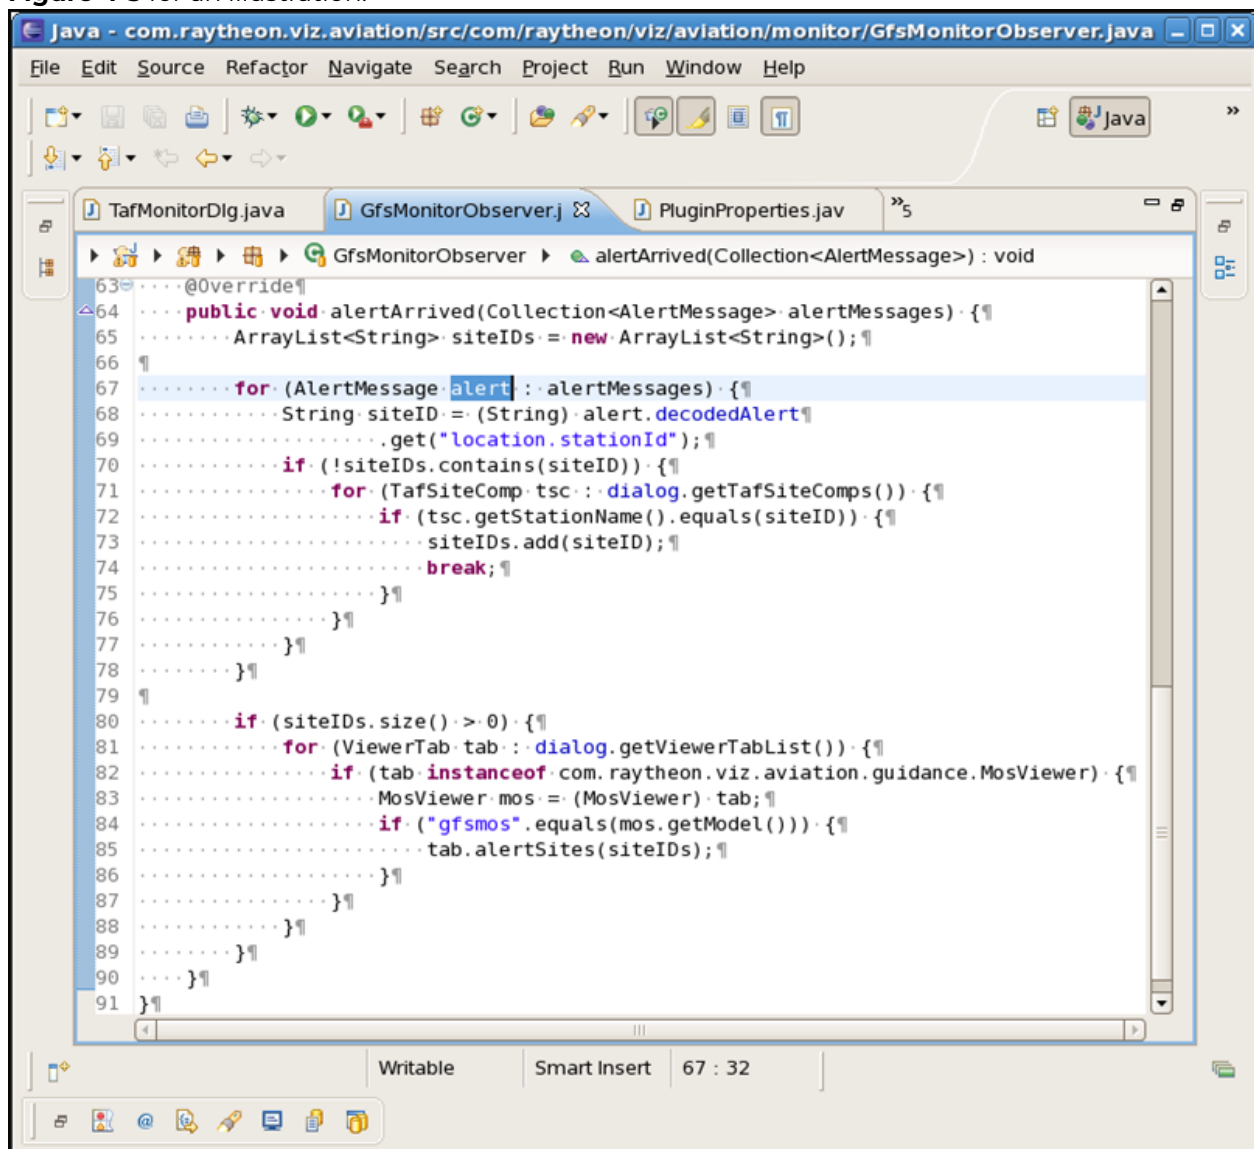 Figure 4-3 for an illustration.
Java - com.raytheon.viz.aviation/src/com/raytheon/viz/aviation/monitor/GfsMonitorObserver.java
File Edit Source Refactor Navigate Search Project Run Window Help
Java »
TafMonitorDlg.java GfsMonitorObserver.j PluginProperties.jav »5
GfsMonitorObserver alertArrived(Collection<AlertMessage>) : void
63 ····@Override¶
64 ····public·void·alertArrived(Collection<AlertMessage>·alertMessages)·{¶
65 ········ArrayList<String>·siteIDs·=·new·ArrayList<String>();¶
66 ¶
67 ········for·(AlertMessage·alert·:·alertMessages)·{¶
68 ············String·siteID·=·(String)·alert.decodedAlert¶
69 ····················.get("location.stationId");¶
70 ············if·(!siteIDs.contains(siteID))·{¶
71 ················for·(TafSiteComp·tsc·:·dialog.getTafSiteComps())·{¶
72 ····················if·(tsc.getStationName().equals(siteID))·{¶
73 ························siteIDs.add(siteID);¶
74 ························break;¶
75 ····················}¶
76 ················}¶
77 ············}¶
78 ········}¶
79 ¶
80 ········if·(siteIDs.size()·>·0)·{¶
81 ············for·(ViewerTab·tab·:·dialog.getViewerTabList())·{¶
82 ················if·(tab·instanceof·com.raytheon.viz.aviation.guidance.MosViewer)·{¶
83 ····················MosViewer·mos·=·(MosViewer)·tab;¶
84 ····················if·("gfsmos".equals(mos.getModel()))·{¶
85 ························tab.alertSites(siteIDs);¶
86 ····················}¶
87 ················}¶
88 ············}¶
89 ········}¶
90 ····}¶
91 }¶
Writable Smart Insert 67 : 32